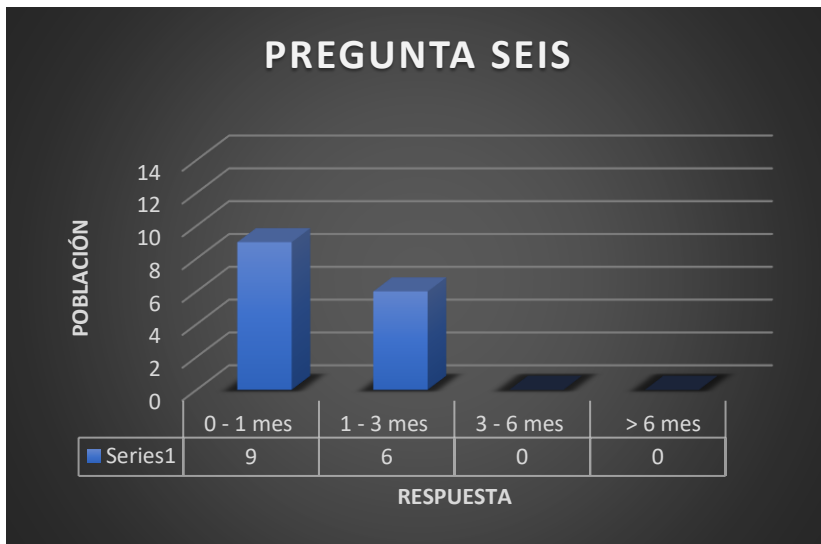 PREGUNTA SEIS
14
12
10
8
6
4
2
0
POBLACIÓN
0 - 1 mes 1 - 3 mes 3 - 6 mes > 6 mes
Series1 9 6 0 0
RESPUESTA